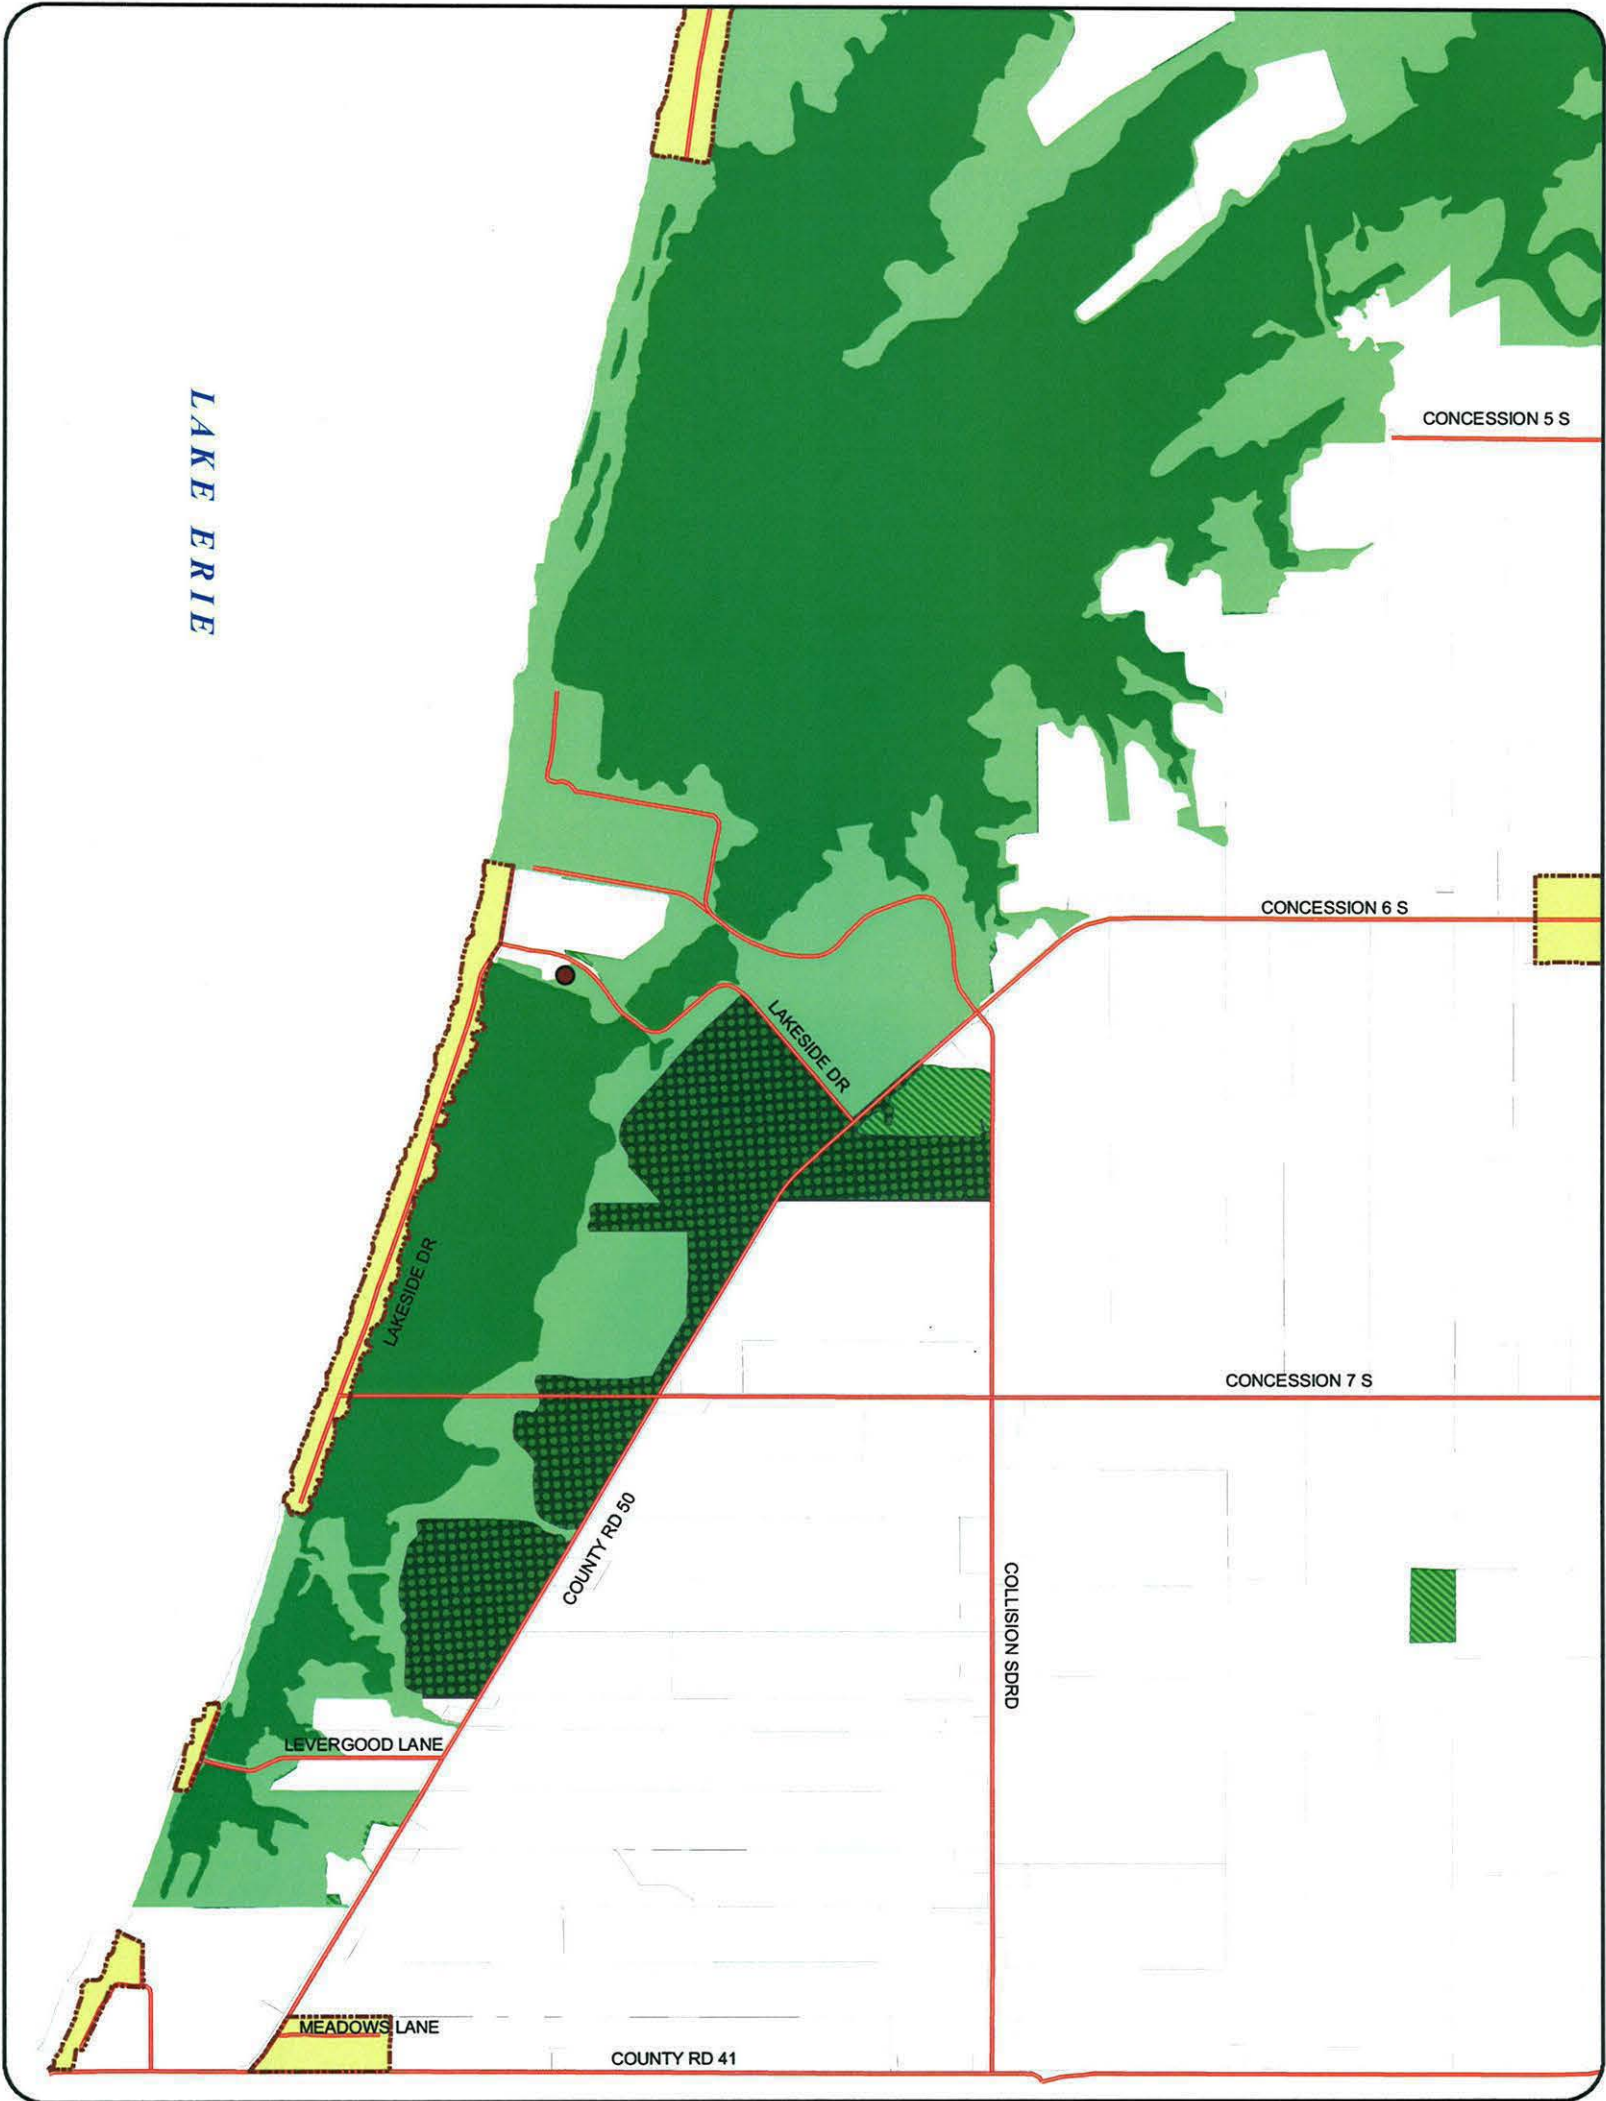 LAKE ERIE
CONCESSION 5 S
CONCESSION 6 S
LAKESIDE DR
LAKESIDE DR
CONCESSION 7 S
COUNTY RD 50
COLLISION SDRD
LEVERGOOD LANE
MEADOWS LANE
COUNTY RD 41